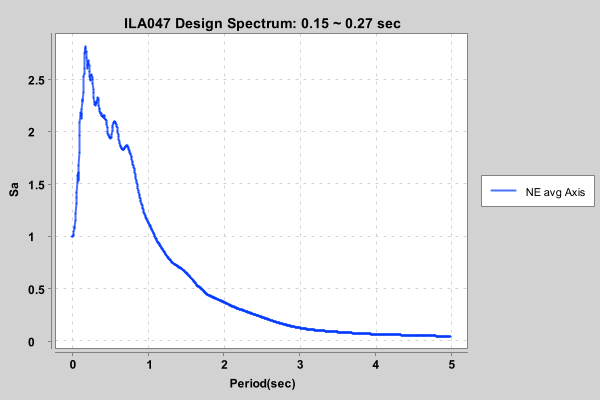 ILA047 Design Spectrum: 0.15 ~ 0.27 sec
Sa
2.5
2
1.5
1
0.5
0
0 1 2 3 4 5
Period(sec)
NE avg Axis